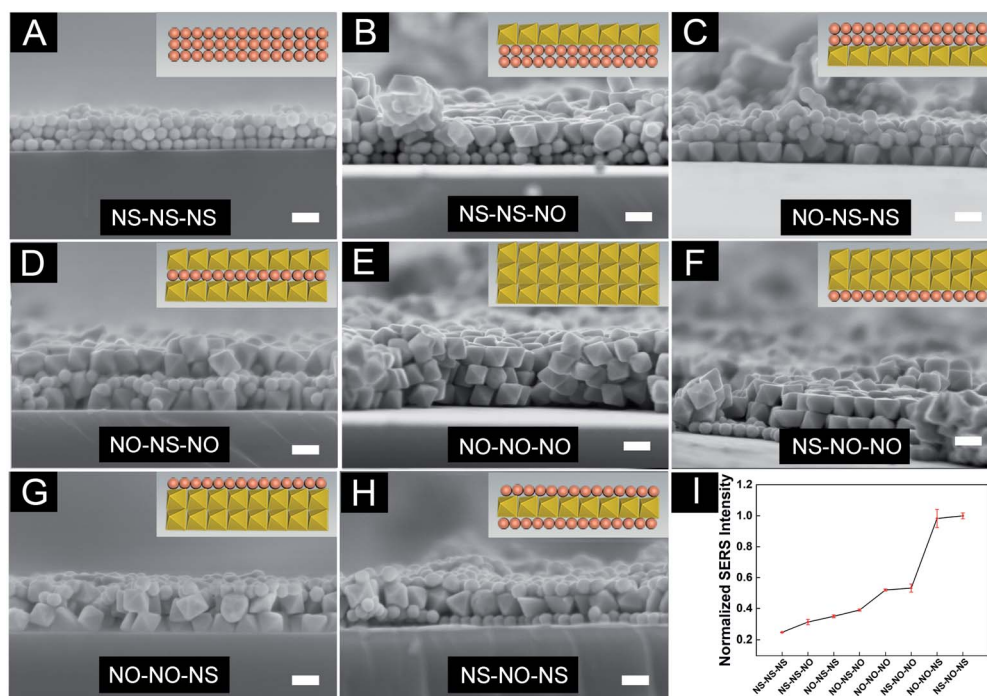 A
NS-NS-NS
B
NS-NS-NO
C
NO-NS-NS
D
NO-NS-NO
E
NO-NO-NO
F
NS-NO-NO
G
NO-NO-NS
H
NS-NO-NS
I
Normalized SERS Intensity
1.2
1.0
0.8
0.6
0.4
0.2
NS-NS-NS
NS-NS-NO
NO-NS-NS
NO-NS-NO
NO-NO-NO
NS-NO-NO
NO-NO-NS
NS-NO-NS